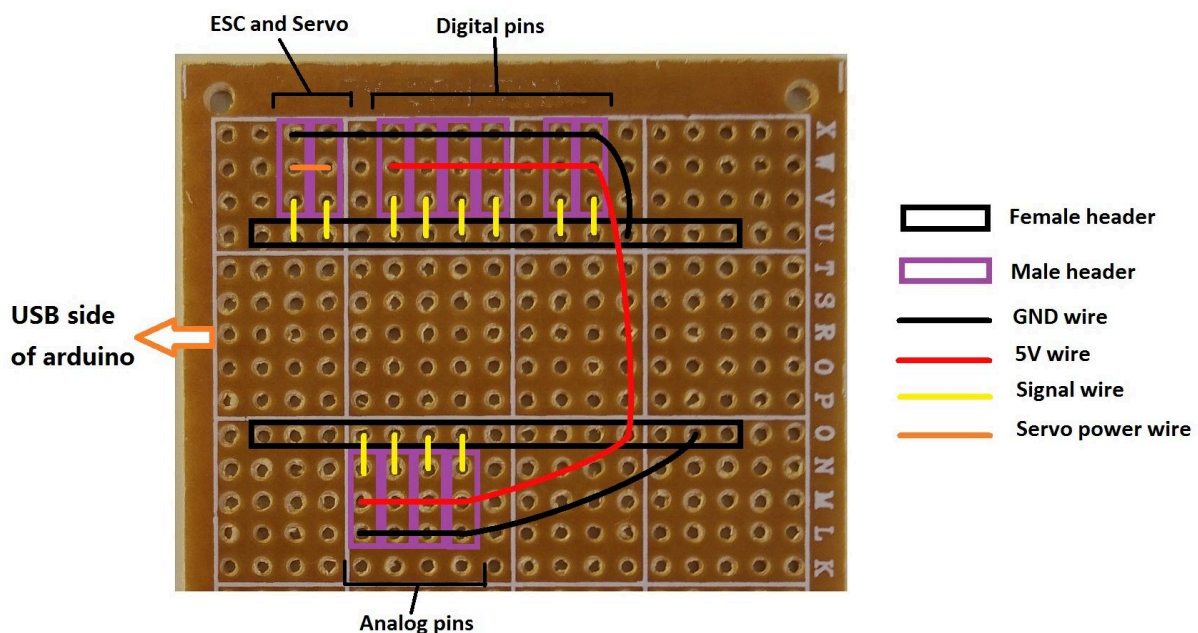 ESC and Servo
Digital pins
X
W
V
U
T
S
R
Q
P
O
N
M
L
K
USB side
of arduino
Female header
Male header
GND wire
5V wire
Signal wire
Servo power wire
Analog pins